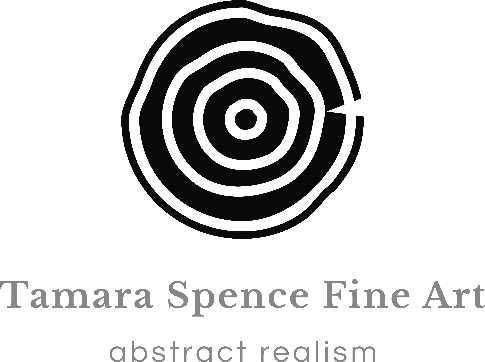 Tamara Spence Fine Art
abstract realism